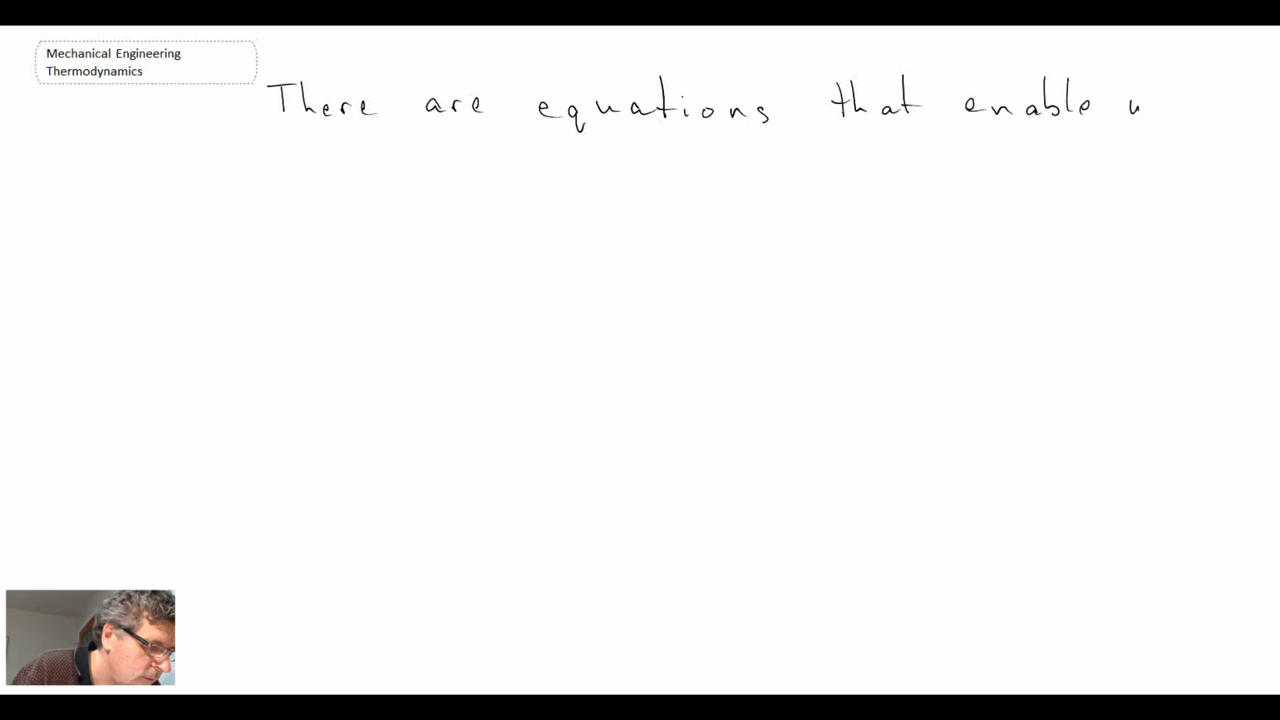 Mechanical Engineering
Thermodynamics
There are equations that enable u